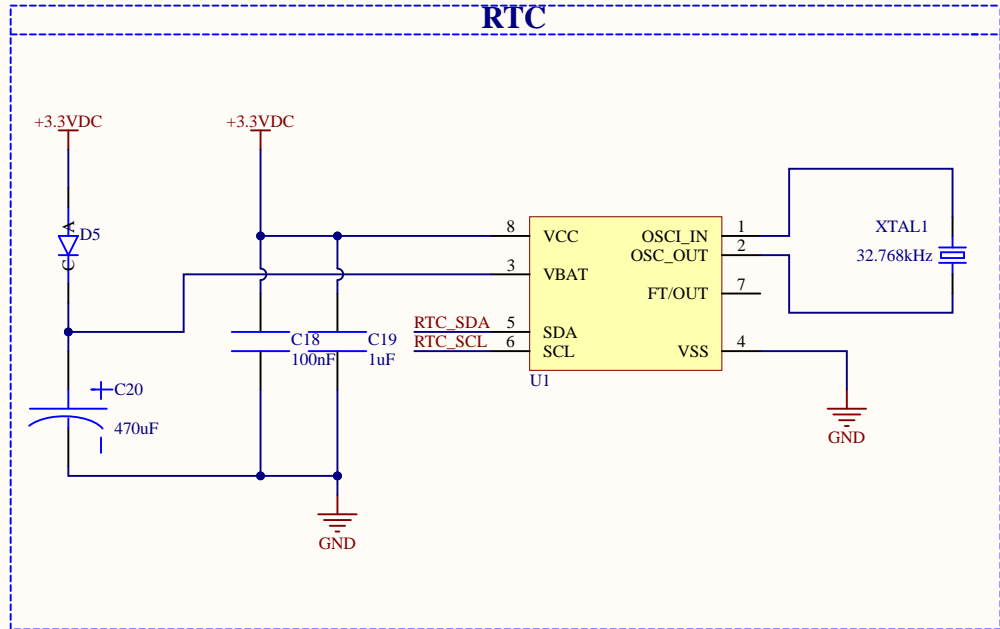 RTC
+3.3VDC
+3.3VDC
A
D5
C
8
VCC
3
VBAT
RTC_SDA
5
SDA
RTC_SCL
6
SCL
OSCI_IN
1
OSC_OUT
2
FT/OUT
7
VSS
4
U1
XTAL1
32.768kHz
C18
100nF
C19
1uF
C20
470uF
GND
GND